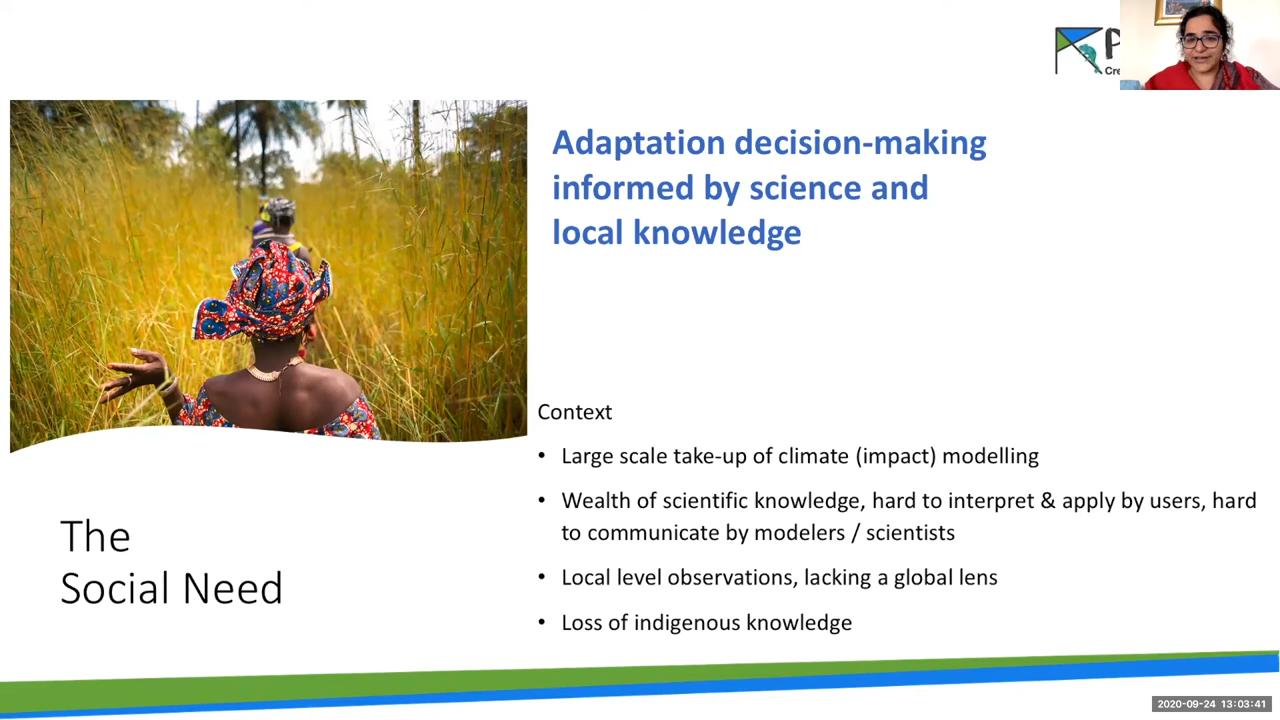 Adaptation decision-making
informed by science and
local knowledge
Context
• Large scale take-up of climate (impact) modelling
• Wealth of scientific knowledge, hard to interpret & apply by users, hard
to communicate by modelers / scientists
• Local level observations, lacking a global lens
• Loss of indigenous knowledge
The
Social Need
2020-09-24 13:03:41